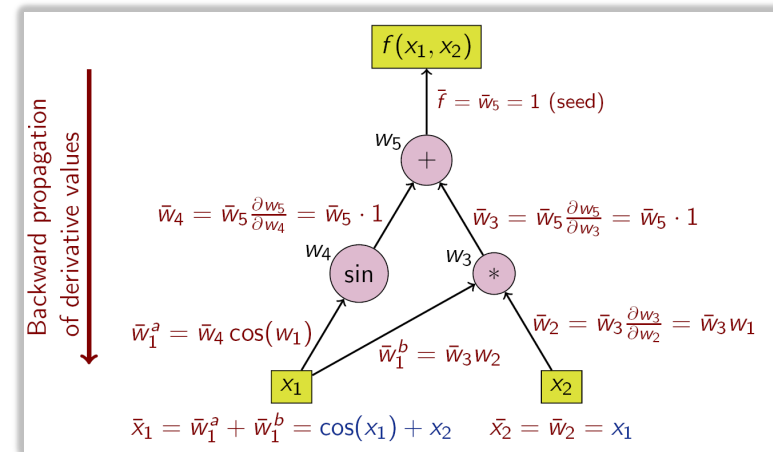 f(x₁, x₂)
f̄ = w̄₅ = 1 (seed)
w₅
+
w̄₄ = w̄₅ ∂w₅/∂w₄ = w̄₅ · 1
w̄₃ = w̄₅ ∂w₅/∂w₃ = w̄₅ · 1
w₄
sin
w₃
*
w̄₁ᵃ = w̄₄ cos(w₁)
w̄₁ᵇ = w̄₃w₂
w̄₂ = w̄₃ ∂w₃/∂w₂ = w̄₃w₁
x₁
x₂
x̄₁ = w̄₁ᵃ + w̄₁ᵇ = cos(x₁) + x₂
x̄₂ = w̄₂ = x₁
Backward propagation
of derivative values